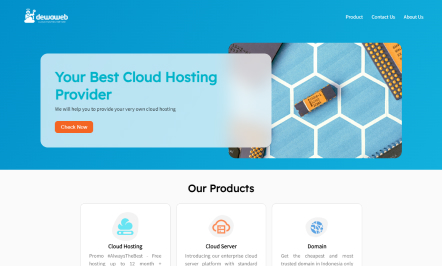 dewaweb
Product
Contact Us
About Us
Your Best Cloud Hosting
Provider
We will help you to provide your very own cloud hosting
Check Now
Our Products
Cloud Hosting
Promo #AlwaysTheBest - Free
hosting up to 12 month +
Cloud Server
Introducing our enterprise cloud
server platform with standard
Domain
Get the cheapest and most
trusted domain in Indonesia only